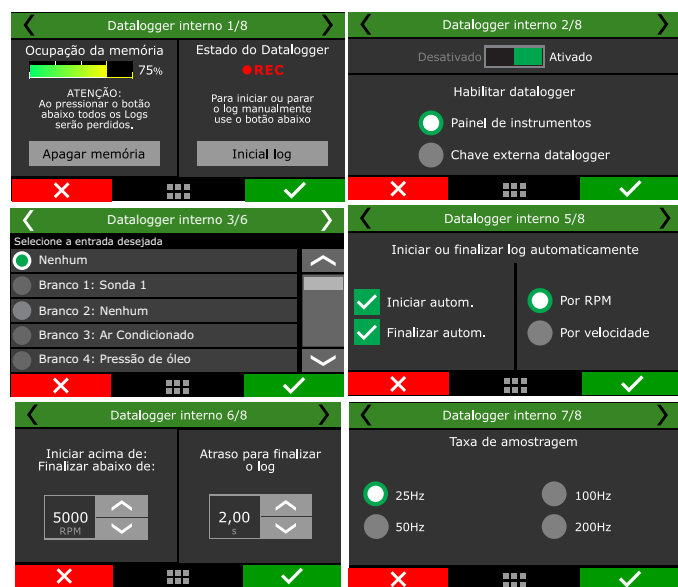 Datalogger interno 1/8
Ocupação da memória
75%
ATENÇÃO:
Ao pressionar o botão
abaixo todos os Logs
serão perdidos.
Apagar memória
Estado do Datalogger
REC
Para iniciar ou parar
o log manualmente
use o botão abaixo
Inicial log
Datalogger interno 2/8
Desativado
Ativado
Habilitar datalogger
Painel de instrumentos
Chave externa datalogger
Datalogger interno 3/6
Selecione a entrada desejada
Nenhum
Branco 1: Sonda 1
Branco 2: Nenhum
Branco 3: Ar Condicionado
Branco 4: Pressão de óleo
Datalogger interno 5/8
Iniciar ou finalizar log automaticamente
Iniciar autom.
Finalizar autom.
Por RPM
Por velocidade
Datalogger interno 6/8
Iniciar acima de:
Finalizar abaixo de:
5000
RPM
Atraso para finalizar
o log
2,00
s
Datalogger interno 7/8
Taxa de amostragem
25Hz
100Hz
50Hz
200Hz